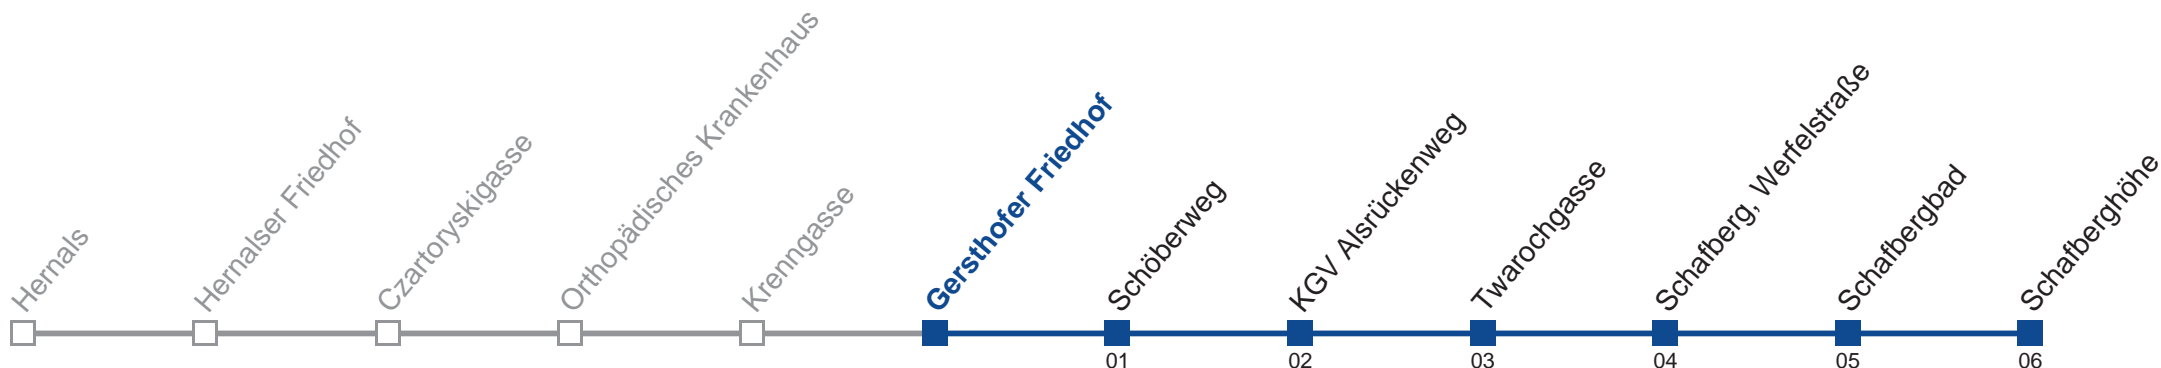 Hernals
Hernalser Friedhof
Czartoryskigasse
Orthopädisches Krankenhaus
Krenngasse
Gersthofer Friedhof
Schöberweg
KGV Alsrückenweg
Twarochgasse
Schafberg, Werfelstraße
Schafbergbad
Schafberghöhe
01
02
03
04
05
06